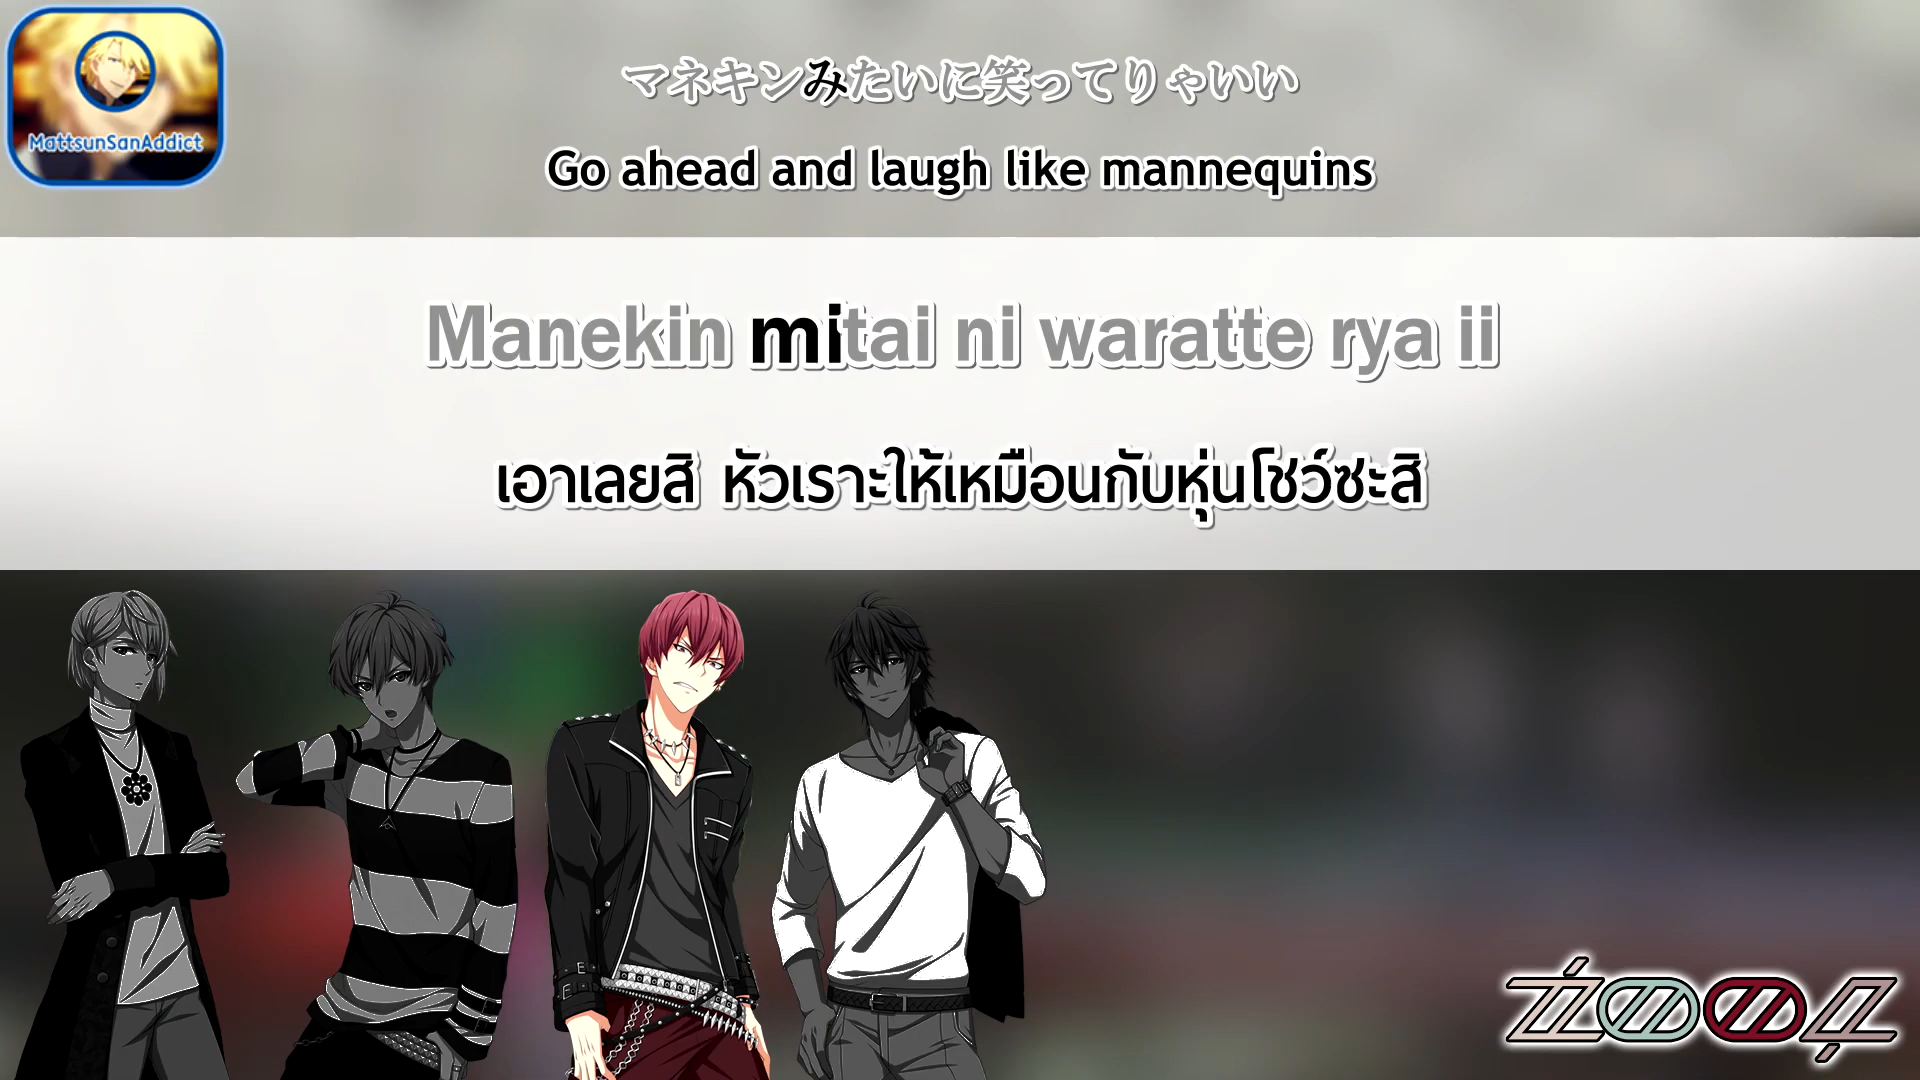 MattsunSanAddict
マネキンみたいに笑ってりゃいい
Go ahead and laugh like mannequins
Manekin mitai ni waratte rya ii
เอาเลยสิ หัวเราะให้เหมือนกับหุ่นโชว์ซะสิ
ŹOOĻ